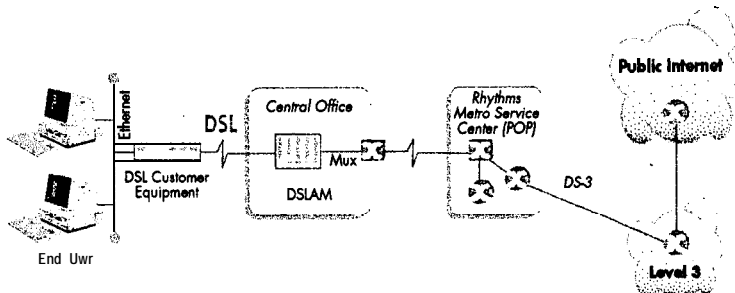 Public Internet
Rhythms
Metro Service
Center (POP)
Central Office
Ethernet
DSL
Mux
DSL Customer
Equipment
DSLAM
DS-3
End Uwr
Level 3